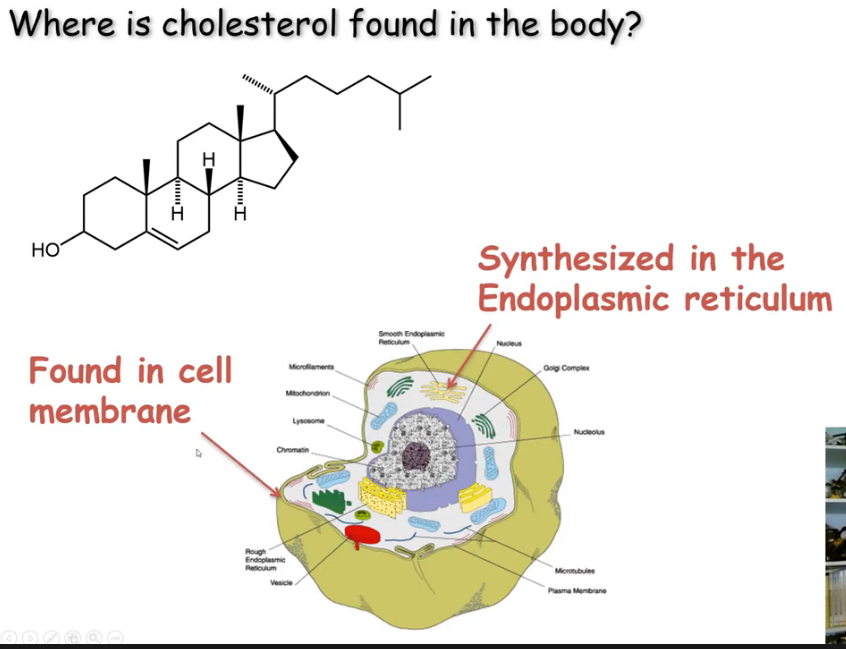 Where is cholesterol found in the body?
H
H
H
HO
Synthesized in the
Endoplasmic reticulum
Found in cell
membrane
Smooth Endoplasmic
Reticulum
Nucleus
Microfilaments
Golgi Complex
Mitochondrion
Lysosome
Nucleolus
Chromatin
Rough
Endoplasmic
Reticulum
Vesicle
Microtubules
Plasma Membrane